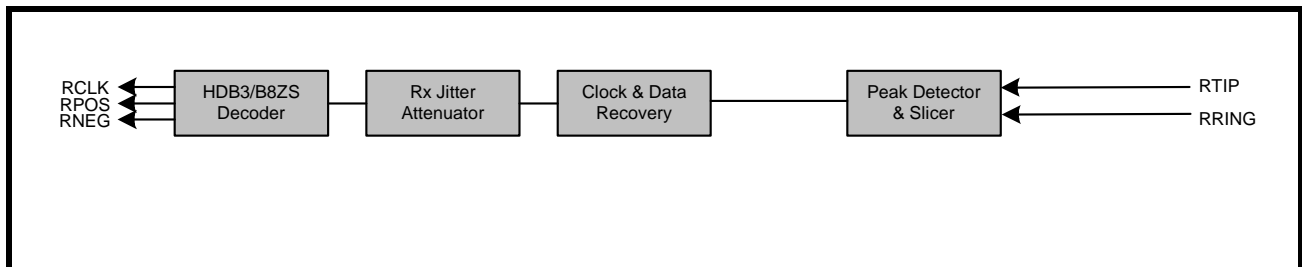 RCLK
RPOS
RNEG
HDB3/B8ZS
Decoder
Rx Jitter
Attenuator
Clock & Data
Recovery
Peak Detector
& Slicer
RTIP
RRING